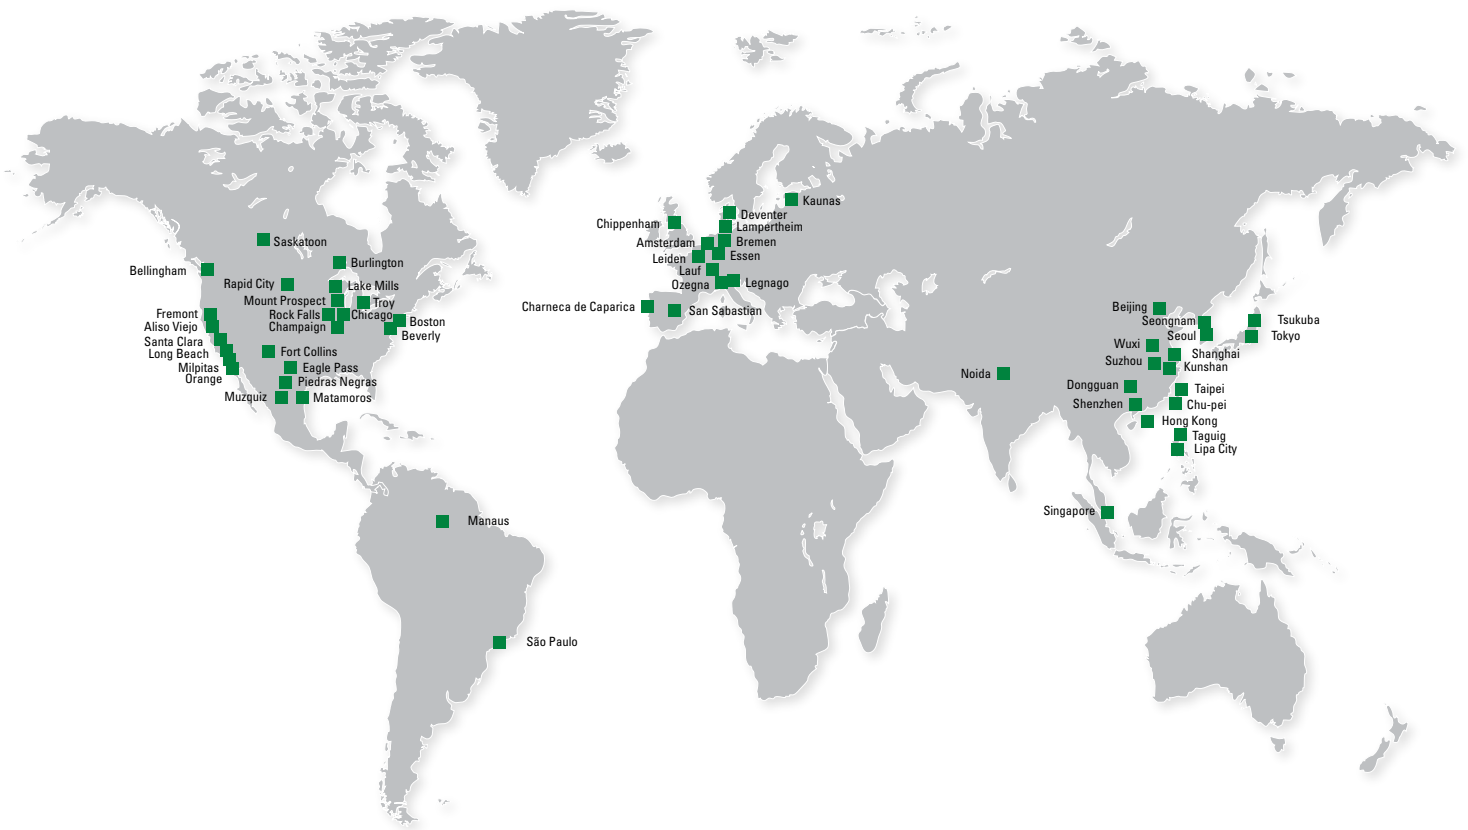 Saskatoon
Bellingham
Burlington
Rapid City
Lake Mills
Mount Prospect
Troy
Fremont
Rock Falls
Chicago
Aliso Viejo
Champaign
Boston
Beverly
Santa Clara
Long Beach
Fort Collins
Milpitas
Eagle Pass
Orange
Piedras Negras
Muzquiz
Matamoros
Manaus
São Paulo
Kaunas
Deventer
Chippenham
Lampertheim
Amsterdam
Bremen
Leiden
Essen
Lauf
Ozegna
Legnago
Charneca de Caparica
San Sabastian
Noida
Beijing
Seongnam
Tsukuba
Seoul
Tokyo
Wuxi
Shanghai
Suzhou
Kunshan
Dongguan
Taipei
Shenzhen
Chu-pei
Hong Kong
Taguig
Lipa City
Singapore